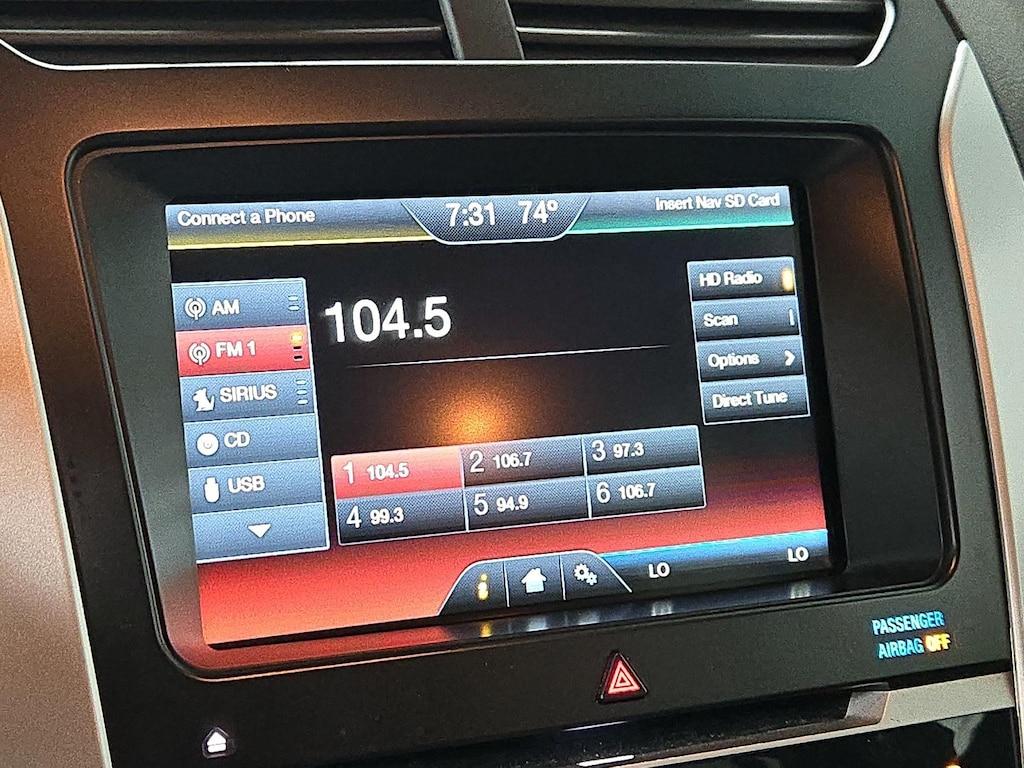 Connect a Phone
7:31 74°
Insert Nav SD Card
AM
FM 1
SIRIUS
CD
USB
104.5
HD Radio
Scan
Options
Direct Tune
1 104.5
2 106.7
3 97.3
4 99.3
5 94.9
6 106.7
i
LO
LO
PASSENGER
AIRBAG OFF